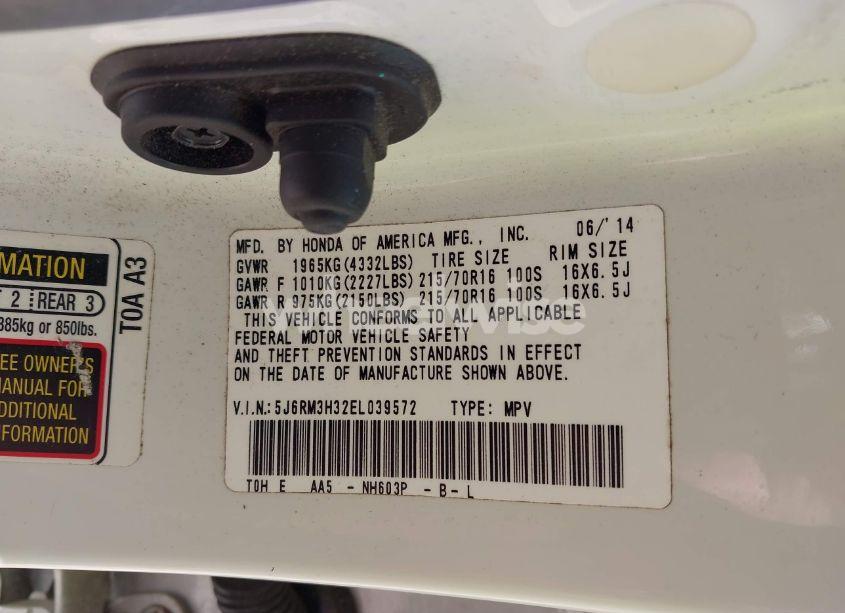 MFD. BY HONDA OF AMERICA MFG., INC. 06/'14
GVWR 1965KG(4332LBS) TIRE SIZE RIM SIZE
GAWR F 1010KG(2227LBS) 215/70R16 100S 16X6.5J
GAWR R 975KG(2150LBS) 215/70R16 100S 16X6.5J
THIS VEHICLE CONFORMS TO ALL APPLICABLE
FEDERAL MOTOR VEHICLE SAFETY
AND THEFT PREVENTION STANDARDS IN EFFECT
ON THE DATE OF MANUFACTURE SHOWN ABOVE.
V.I.N.:5J6RM3H32EL039572 TYPE: MPV
T0H E AA5 - NH603P - B - L
MATION
2 REAR 3
385kg or 850lbs.
EE OWNER'S
MANUAL FOR
DDITIONAL
NFORMATION
T0A A3